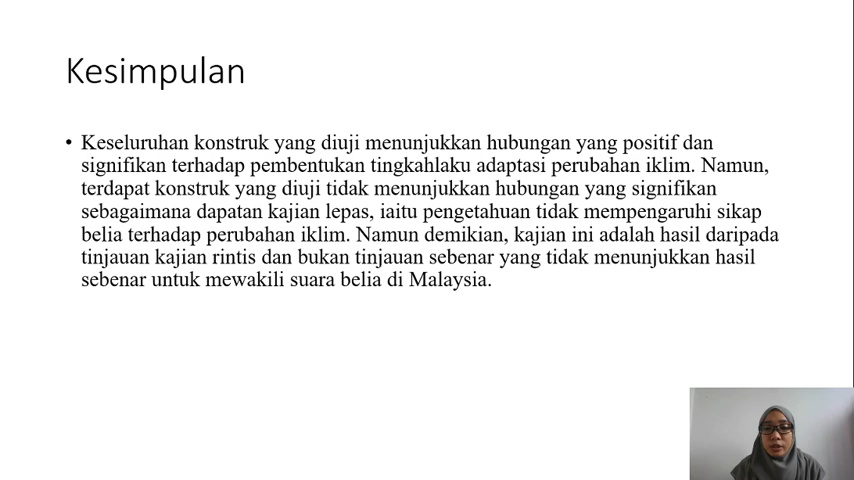 Kesimpulan
• Keseluruhan konstruk yang diuji menunjukkan hubungan yang positif dan
signifikan terhadap pembentukan tingkahlaku adaptasi perubahan iklim. Namun,
terdapat konstruk yang diuji tidak menunjukkan hubungan yang signifikan
sebagaimana dapatan kajian lepas, iaitu pengetahuan tidak mempengaruhi sikap
belia terhadap perubahan iklim. Namun demikian, kajian ini adalah hasil daripada
tinjauan kajian rintis dan bukan tinjauan sebenar yang tidak menunjukkan hasil
sebenar untuk mewakili suara belia di Malaysia.